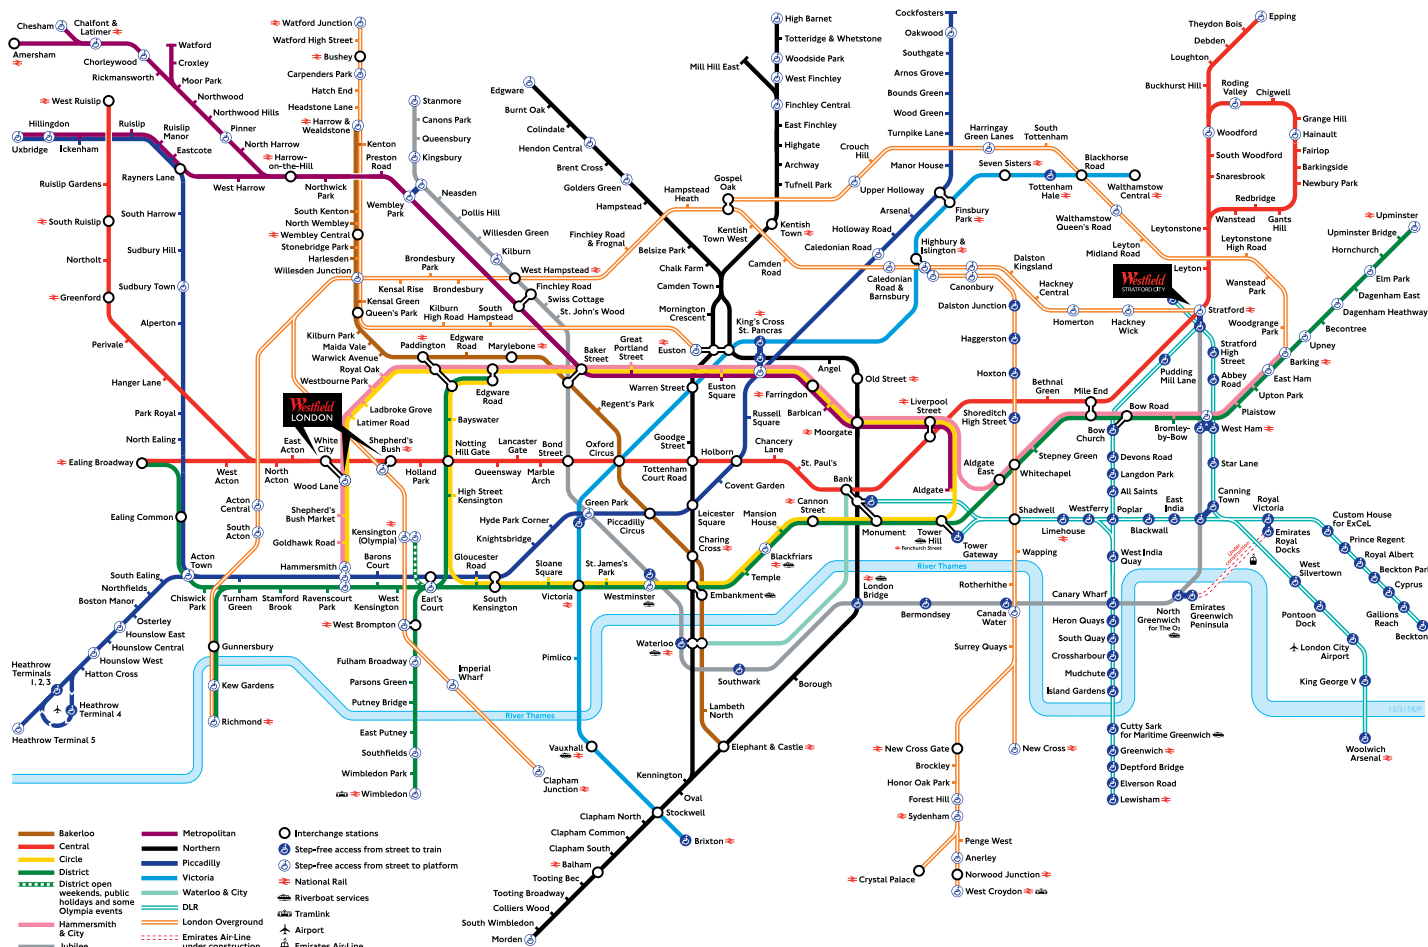 Chesham
Chalfont &
Latimer
Amersham
Chorleywood
Rickmansworth
Watford
Croxley
Moor Park
Northwood
Northwood Hills
Pinner
North Harrow
Harrow-
on-the-Hill
West Ruislip
Hillingdon
Ruislip
Ruislip
Manor
Eastcote
Uxbridge
Ickenham
Rayners Lane
West Harrow
Northwick
Park
Preston
Road
Ruislip Gardens
South Ruislip
Northolt
Greenford
Perivale
Hanger Lane
South Harrow
Sudbury Hill
Sudbury Town
Alperton
Park Royal
North Ealing
Watford Junction
Watford High Street
Bushey
Carpenders Park
Hatch End
Headstone Lane
Harrow &
Wealdstone
Kenton
South Kenton
North Wembley
Wembley Central
Stonebridge Park
Harlesden
Willesden Junction
Kensal Green
Queen's Park
Kilburn Park
Maida Vale
Warwick Avenue
Royal Oak
Westbourne Park
Ladbroke Grove
Latimer Road
Stanmore
Canons Park
Queensbury
Kingsbury
Wembley
Park
Neasden
Dollis Hill
Willesden Green
Kilburn
West Hampstead
Finchley Road
Swiss Cottage
St. John's Wood
Brondesbury
Park
Kensal Rise
Brondesbury
Kilburn
High Road
South
Hampstead
Paddington
Edgware
Road
Marylebone
Baker
Street
Great
Portland
Street
Edgware
Road
Bayswater
Regent's Park
Warren Street
Euston
Euston
Square
King's Cross
St. Pancras
Edgware
Burnt Oak
Colindale
Hendon Central
Brent Cross
Golders Green
Hampstead
Belsize Park
Chalk Farm
Camden Town
Mornington
Crescent
Finchley Road
& Frognal
Hampstead
Heath
Gospel
Oak
Kentish
Town West
Camden
Road
Mill Hill East
High Barnet
Totteridge & Whetstone
Woodside Park
West Finchley
Finchley Central
East Finchley
Highgate
Archway
Tufnell Park
Kentish
Town
Cockfosters
Oakwood
Southgate
Arnos Grove
Bounds Green
Wood Green
Turnpike Lane
Manor House
Crouch
Hill
Upper Holloway
Harringay
Green Lanes
South
Tottenham
Seven Sisters
Blackhorse
Road
Tottenham
Hale
Walthamstow
Central
Walthamstow
Queen's Road
Leyton
Midland Road
Arsenal
Holloway Road
Caledonian Road
Finsbury
Park
Highbury &
Islington
Caledonian
Road &
Barnsbury
Canonbury
Dalston
Kingsland
Hackney
Central
Dalston Junction
Haggerston
Hoxton
Shoreditch
High Street
Homerton
Hackney
Wick
Theydon Bois
Epping
Debden
Loughton
Buckhurst Hill
Roding
Valley
Chigwell
Grange Hill
Hainault
Fairlop
Barkingside
Newbury Park
Woodford
South Woodford
Snaresbrook
Redbridge
Wanstead
Gants
Hill
Leytonstone
Leytonstone
High Road
Leyton
Wanstead
Park
Woodgrange
Park
Westfield
STRATFORD CITY
Stratford
Stratford
High
Street
Abbey
Road
Pudding
Mill Lane
Upminster
Upminster Bridge
Hornchurch
Elm Park
Dagenham East
Dagenham Heathway
Becontree
Upney
Barking
East Ham
Upton Park
Plaistow
West Ham
Bromley-
by-Bow
Bow Road
Bow
Church
Mile End
Bethnal
Green
Stepney Green
Whitechapel
Aldgate
East
Aldgate
Liverpool
Street
Old Street
Angel
Farringdon
Barbican
Moorgate
Russell
Square
Chancery
Lane
Holborn
St. Paul's
Bank
Covent Garden
Leicester
Square
Goodge
Street
Tottenham
Court Road
Oxford
Circus
Bond
Street
Marble
Arch
Lancaster
Gate
Queensway
Notting
Hill Gate
Holland
Park
Shepherd's
Bush
Westfield
LONDON
White
City
East
Acton
North
Acton
West
Acton
Ealing Broadway
Wood Lane
Shepherd's
Bush Market
Goldhawk Road
Hammersmith
Acton
Central
South
Acton
Ealing Common
Acton
Town
South Ealing
Northfields
Boston Manor
Osterley
Hounslow East
Hounslow Central
Hounslow West
Hatton Cross
Heathrow
Terminals
1, 2, 3
Heathrow
Terminal 4
Heathrow Terminal 5
Chiswick
Park
Turnham
Green
Stamford
Brook
Ravenscourt
Park
West
Kensington
Barons
Court
Kensington
(Olympia)
High Street
Kensington
Earl's
Court
Gloucester
Road
South
Kensington
Gunnersbury
Kew Gardens
Richmond
West Brompton
Fulham Broadway
Parsons Green
Putney Bridge
East Putney
Southfields
Wimbledon Park
Wimbledon
Imperial
Wharf
Clapham
Junction
Hyde Park Corner
Knightsbridge
Green Park
Piccadilly
Circus
Charing
Cross
Sloane
Square
St. James's
Park
Victoria
Westminster
Embankment
Temple
Blackfriars
Mansion
House
Cannon
Street
Monument
Tower
Hill
Fenchurch Street
Tower
Gateway
Pimlico
Vauxhall
Waterloo
Southwark
London
Bridge
Bermondsey
Borough
Lambeth
North
Elephant & Castle
Kennington
Oval
Stockwell
Brixton
Clapham North
Clapham Common
Clapham South
Balham
Tooting Bec
Tooting Broadway
Colliers Wood
South Wimbledon
Morden
Shadwell
Wapping
Rotherhithe
Canada
Water
Surrey Quays
New Cross Gate
New Cross
Brockley
Honor Oak Park
Forest Hill
Sydenham
Penge West
Anerley
Crystal Palace
Norwood Junction
West Croydon
Limehouse
Westferry
Poplar
Blackwall
East
India
Canning
Town
Star Lane
Devons Road
Langdon Park
All Saints
West India
Quay
Canary Wharf
Heron Quays
South Quay
Crossharbour
Mudchute
Island Gardens
Cutty Sark
for Maritime Greenwich
Greenwich
Deptford Bridge
Elverson Road
Lewisham
North
Greenwich
for The O2
Emirates
Greenwich
Peninsula
Under
construction
Royal
Victoria
Emirates
Royal
Docks
Custom House
for ExCeL
Prince Regent
Royal Albert
Beckton Park
Cyprus
Gallions
Reach
Beckton
West
Silvertown
Pontoon
Dock
London City
Airport
King George V
Woolwich
Arsenal
River Thames
River Thames
Bakerloo
Central
Circle
District
District open
weekends, public
holidays and some
Olympia events
Hammersmith
& City
Jubilee
Metropolitan
Northern
Piccadilly
Victoria
Waterloo & City
DLR
London Overground
Emirates Air-Line
under construction
Interchange stations
Step-free access from street to train
Step-free access from street to platform
National Rail
Riverboat services
Tramlink
Airport
Emirates Air-Line